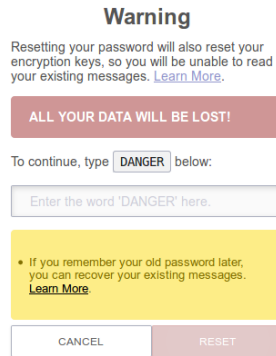 Warning
Resetting your password will also reset your
encryption keys, so you will be unable to read
your existing messages. Learn More.
ALL YOUR DATA WILL BE LOST!
To continue, type DANGER below:
Enter the word 'DANGER' here.
• If you remember your old password later,
you can recover your existing messages.
Learn More.
CANCEL
RESET